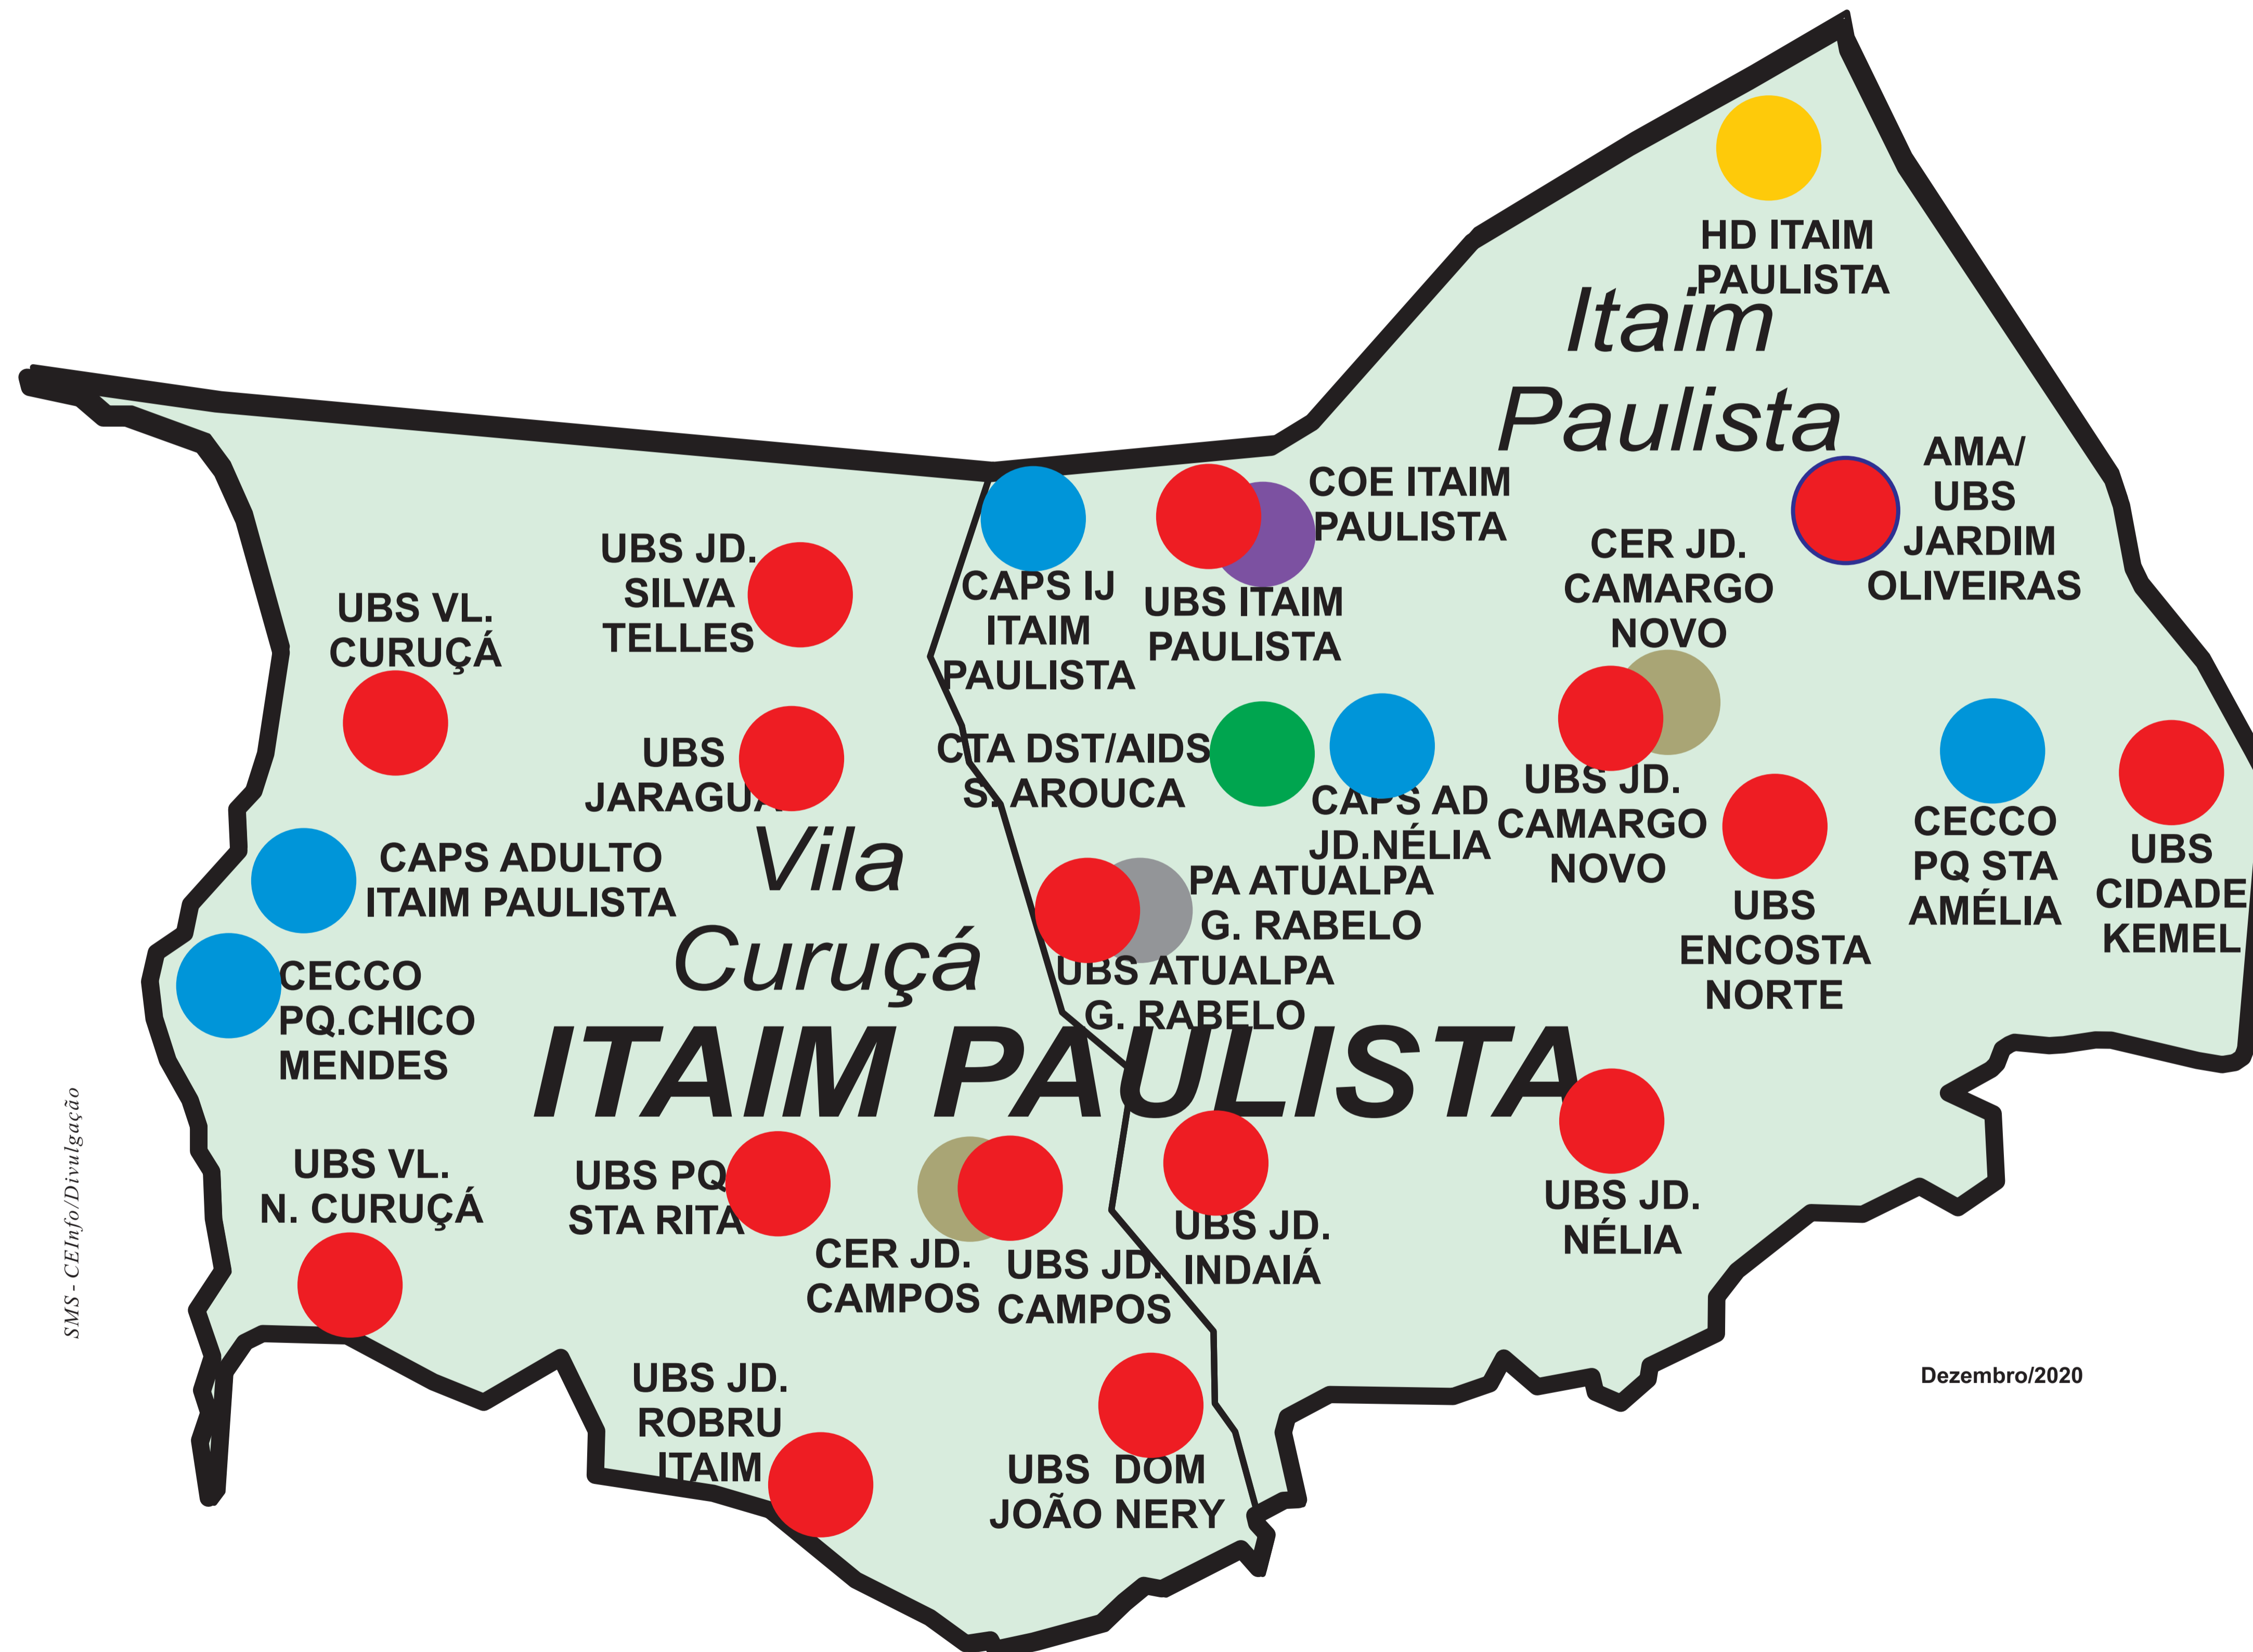 HD ITAIM
PAULISTA
Itaim
Paulista
AMA/
UBS
JARDIM
OLIVEIRAS
COE ITAIM
PAULISTA
CER JD.
CAMARGO
NOVO
UBS JD.
SILVA
TELLES
CAPS IJ
ITAIM
PAULISTA
UBS ITAIM
PAULISTA
UBS VL.
CURUÇÁ
UBS
JARAGUÁ
CTA DST/AIDS
S. AROUCA
CAPS AD
JD.NÉLIA
UBS JD.
CAMARGO
NOVO
CECCO
PQ STA
AMÉLIA
UBS
CIDADE
KEMEL
CAPS ADULTO
ITAIM PAULISTA
Vila
Curuçá
PA ATUALPA
G. RABELO
UBS ATUALPA
G. RABELO
UBS
ENCOSTA
NORTE
CECCO
PQ.CHICO
MENDES
ITAIM PAULISTA
UBS VL.
N. CURUÇÁ
UBS PQ
STA RITA
CER JD.
CAMPOS
UBS JD.
CAMPOS
UBS JD.
INDAIÁ
UBS JD.
NÉLIA
UBS JD.
ROBRU
ITAIM
UBS DOM
JOÃO NERY
Dezembro/2020
SMS - CEInfo/Divulgação